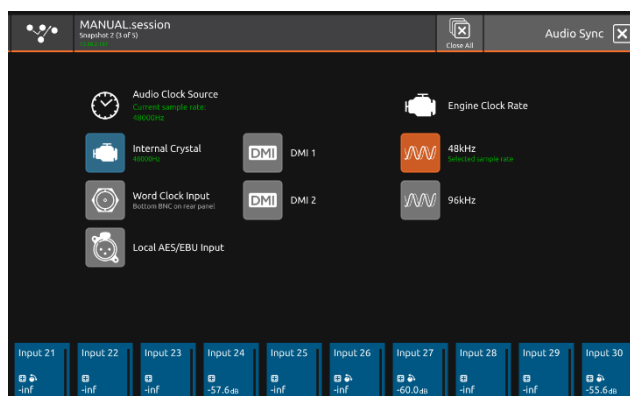 MANUAL.session
Snapshot 2 (3 of 5)
Close All
Audio Sync
Audio Clock Source
Current sample rate:
48000Hz
Engine Clock Rate
Internal Crystal
48000Hz
DMI
DMI 1
48kHz
Selected sample rate
Word Clock Input
Bottom BNC on rear panel
DMI
DMI 2
96kHz
Local AES/EBU Input
Input 21
Input 22
Input 23
Input 24
Input 25
Input 26
Input 27
Input 28
Input 29
Input 30
-inf
-inf
-inf
-57.6dB
-inf
-inf
-60.0dB
-inf
-inf
-55.6dB